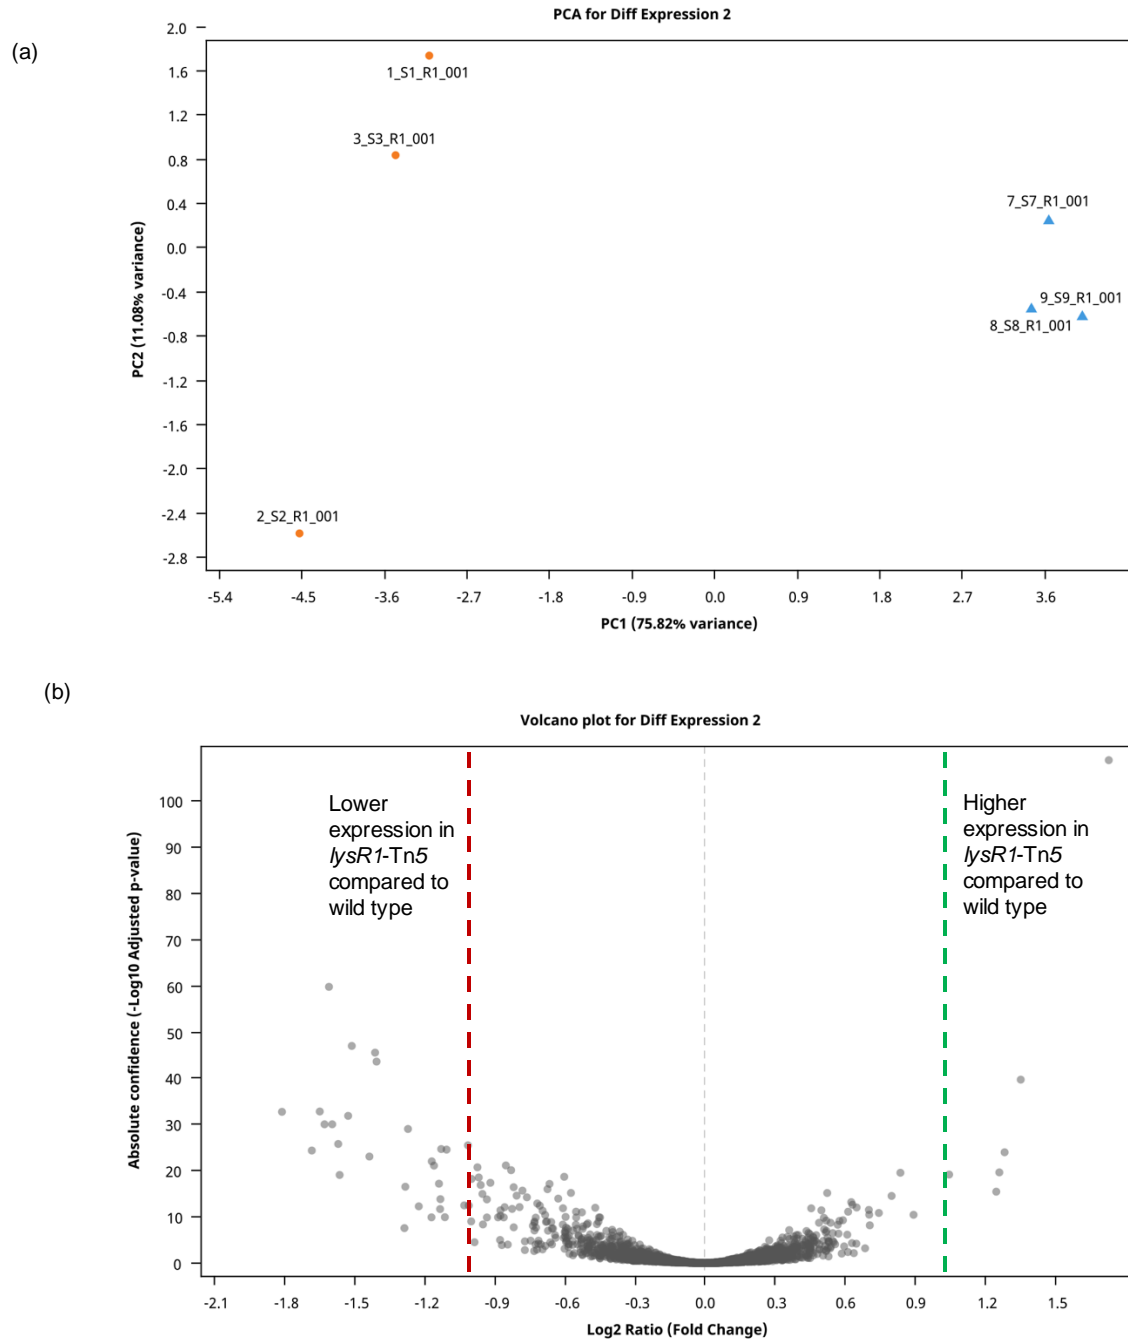 PCA for Diff Expression 2
(a)
2.0
1.6
1.2
0.8
0.4
0.0
-0.4
-0.8
-1.2
-1.6
-2.0
-2.4
-2.8
PC2 (11.08% variance)
1_S1_R1_001
3_S3_R1_001
7_S7_R1_001
9_S9_R1_001
8_S8_R1_001
2_S2_R1_001
-5.4 -4.5 -3.6 -2.7 -1.8 -0.9 0.0 0.9 1.8 2.7 3.6
PC1 (75.82% variance)
(b)
Volcano plot for Diff Expression 2
Absolute confidence (-Log10 Adjusted p-value)
100
90
80
70
60
50
40
30
20
10
0
Lower
expression in
lysR1-Tn5
compared to
wild type
Higher
expression in
lysR1-Tn5
compared to
wild type
-2.1 -1.8 -1.5 -1.2 -0.9 -0.6 -0.3 0.0 0.3 0.6 0.9 1.2 1.5
Log2 Ratio (Fold Change)